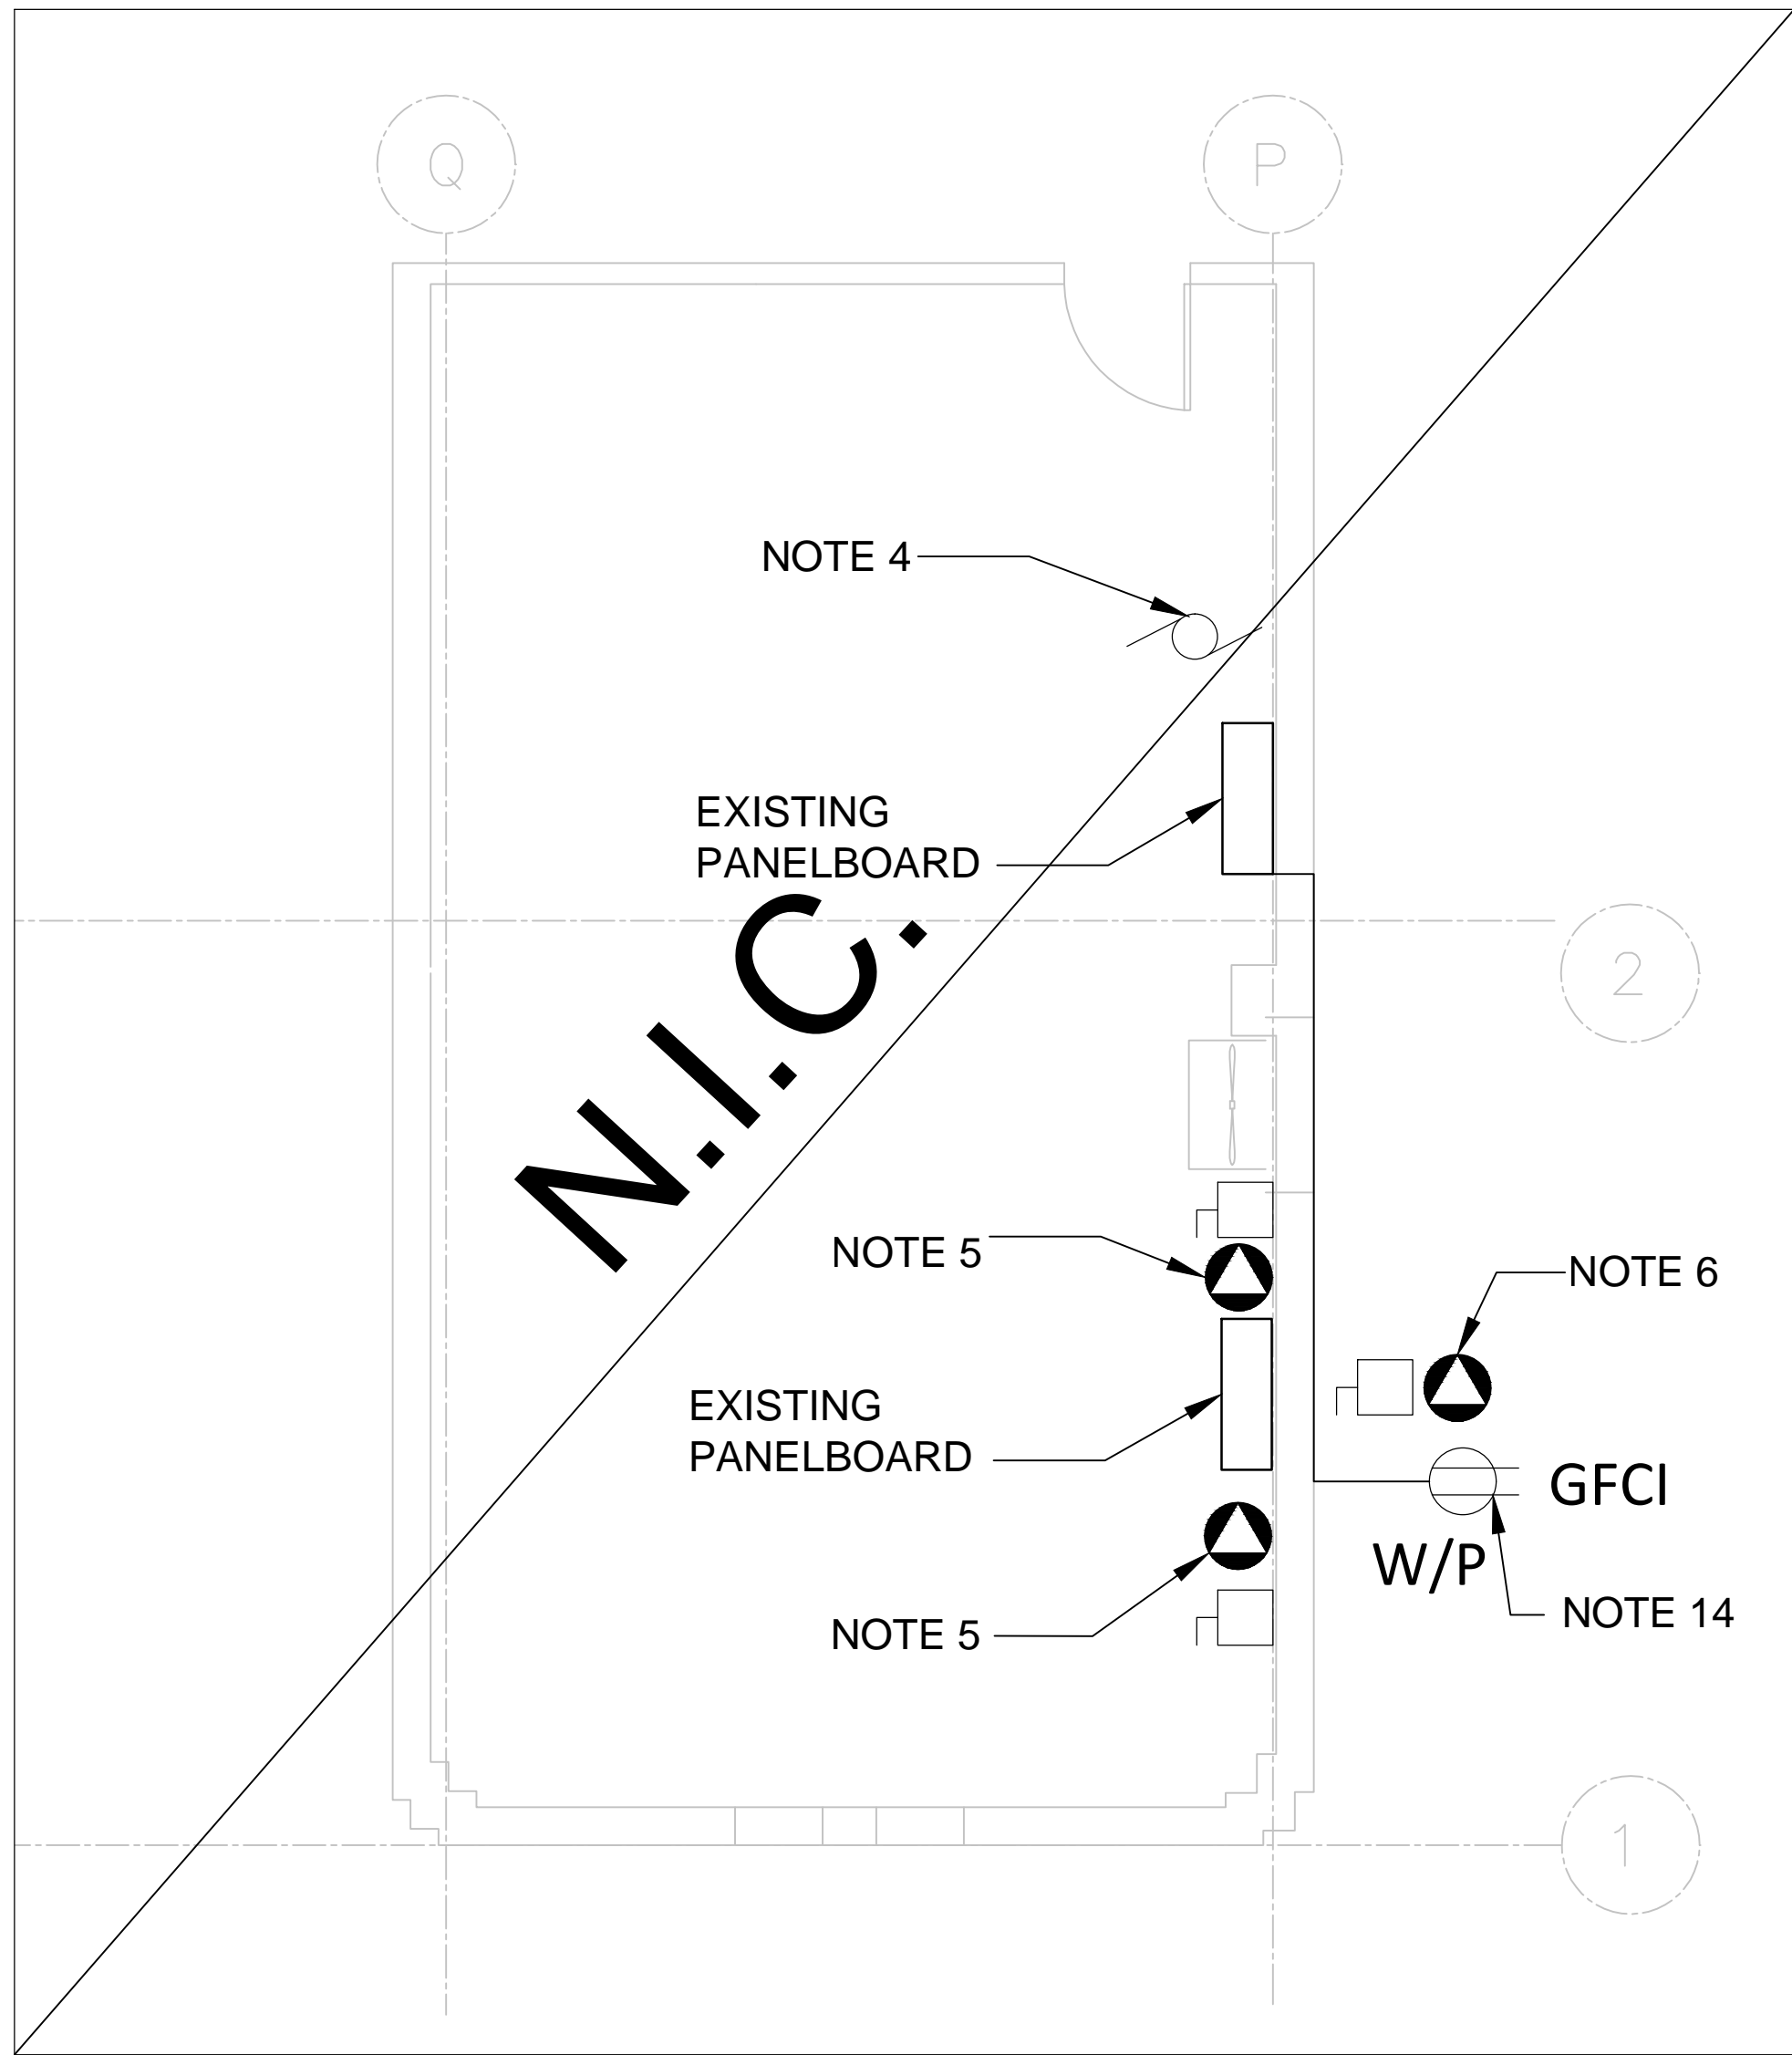 Q
P
NOTE 4
EXISTING
PANELBOARD
N.I.C.
2
NOTE 5
NOTE 6
EXISTING
PANELBOARD
GFCI
W/P
NOTE 5
NOTE 14
1